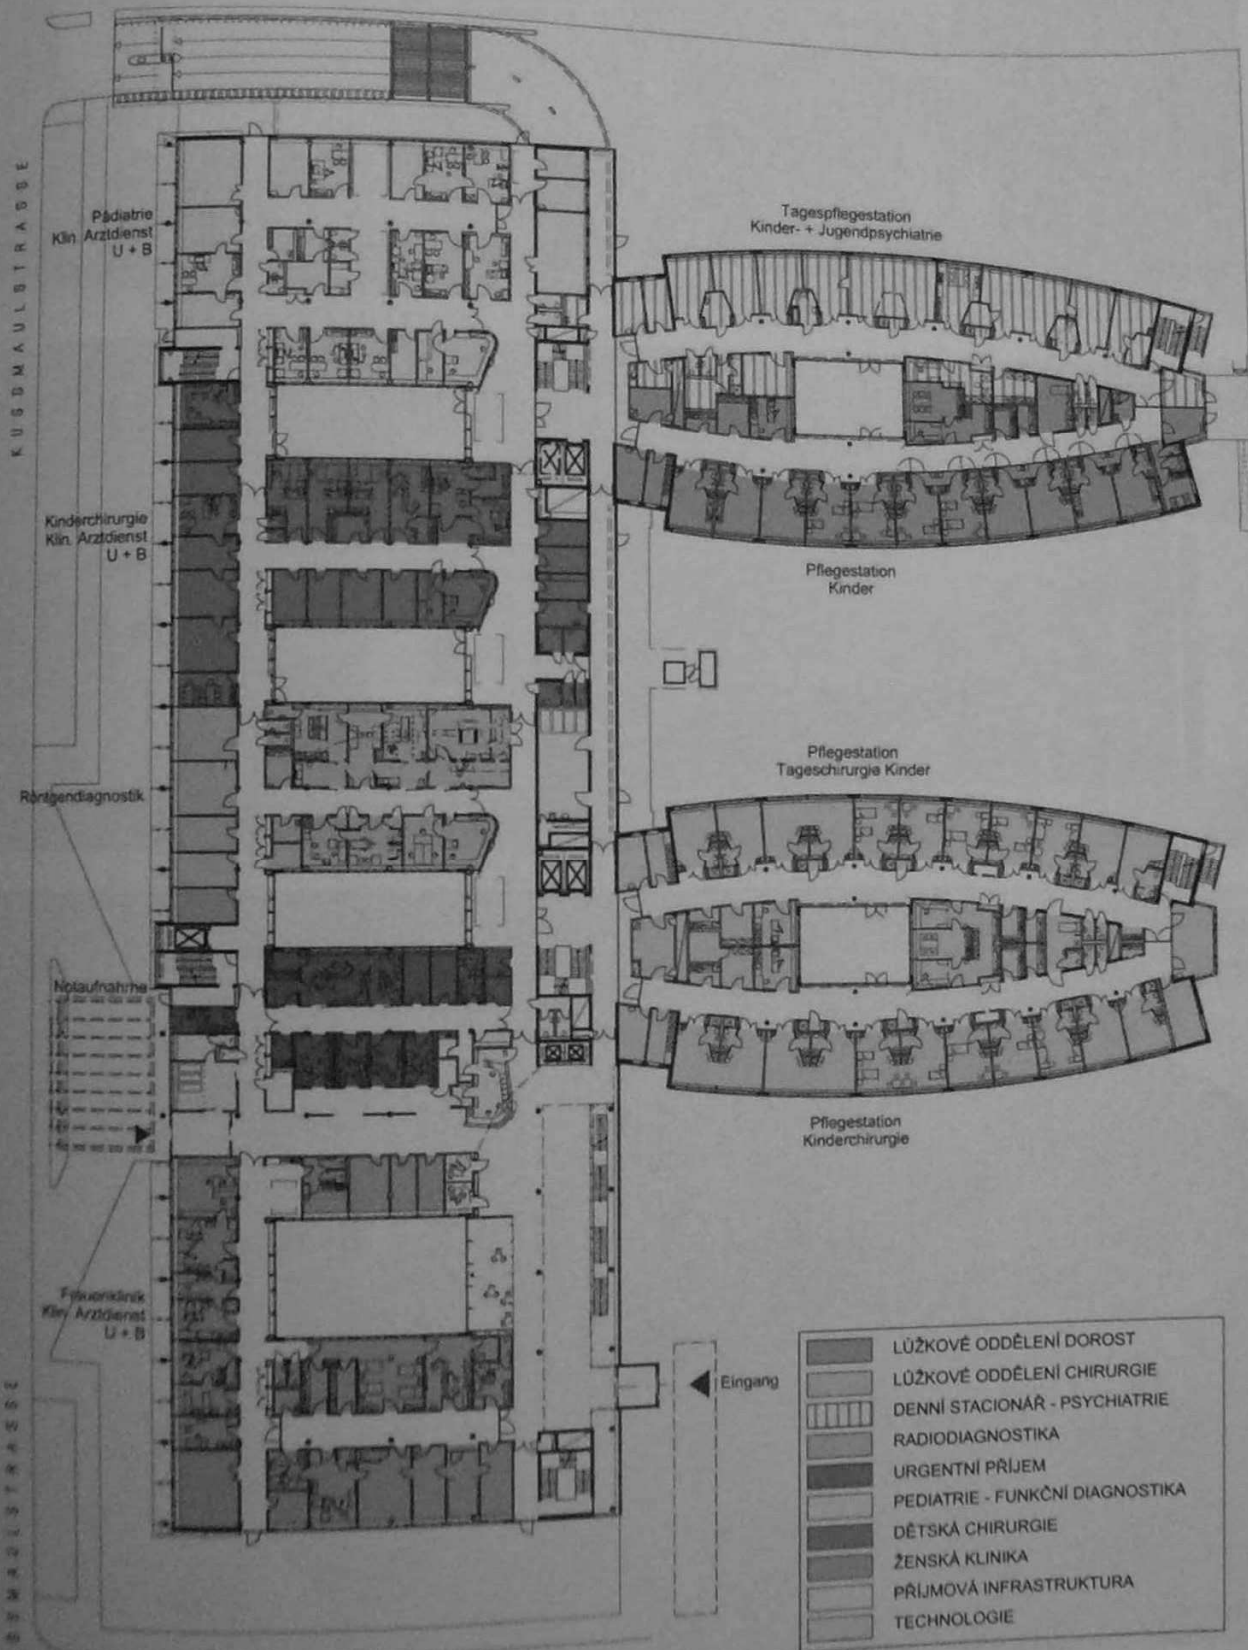 KUSSMAULSTRASSE
Pädiatrie
Klin. Arztdienst
U + B
Tagespflegestation
Kinder- + Jugendpsychiatrie
Kinderchirurgie
Klin. Arztdienst
U + B
Pflegestation
Kinder
Pflegestation
Tageschirurgie Kinder
Röntgendiagnostik
Notaufnahme
Pflegestation
Kinderchirurgie
Frauenklinik
Klin. Arztdienst
U + B
Eingang
LŮŽKOVÉ ODDĚLENÍ DOROST
LŮŽKOVÉ ODDĚLENÍ CHIRURGIE
DENNÍ STACIONÁŘ - PSYCHIATRIE
RADIODIAGNOSTIKA
URGENTNÍ PŘÍJEM
PEDIATRIE - FUNKČNÍ DIAGNOSTIKA
DĚTSKÁ CHIRURGIE
ŽENSKÁ KLINIKA
PŘÍJMOVÁ INFRASTRUKTURA
TECHNOLOGIE